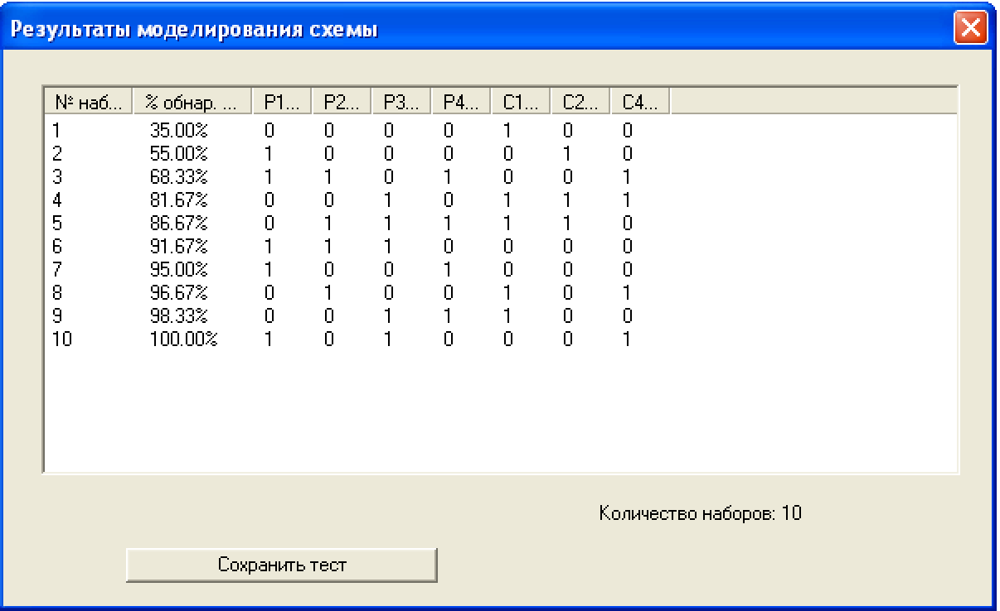 Результаты моделирования схемы
№ наб... % обнар. ... P1... P2... P3... P4... C1... C2... C4...
1 35.00% 0 0 0 0 1 0 0
2 55.00% 1 0 0 0 0 1 0
3 68.33% 1 1 0 1 0 0 1
4 81.67% 0 0 1 0 1 1 1
5 86.67% 0 1 1 1 1 1 0
6 91.67% 1 1 1 0 0 0 0
7 95.00% 1 0 0 1 0 0 0
8 96.67% 0 1 0 0 1 0 1
9 98.33% 0 0 1 1 1 0 0
10 100.00% 1 0 1 0 0 0 1
Количество наборов: 10
Сохранить тест